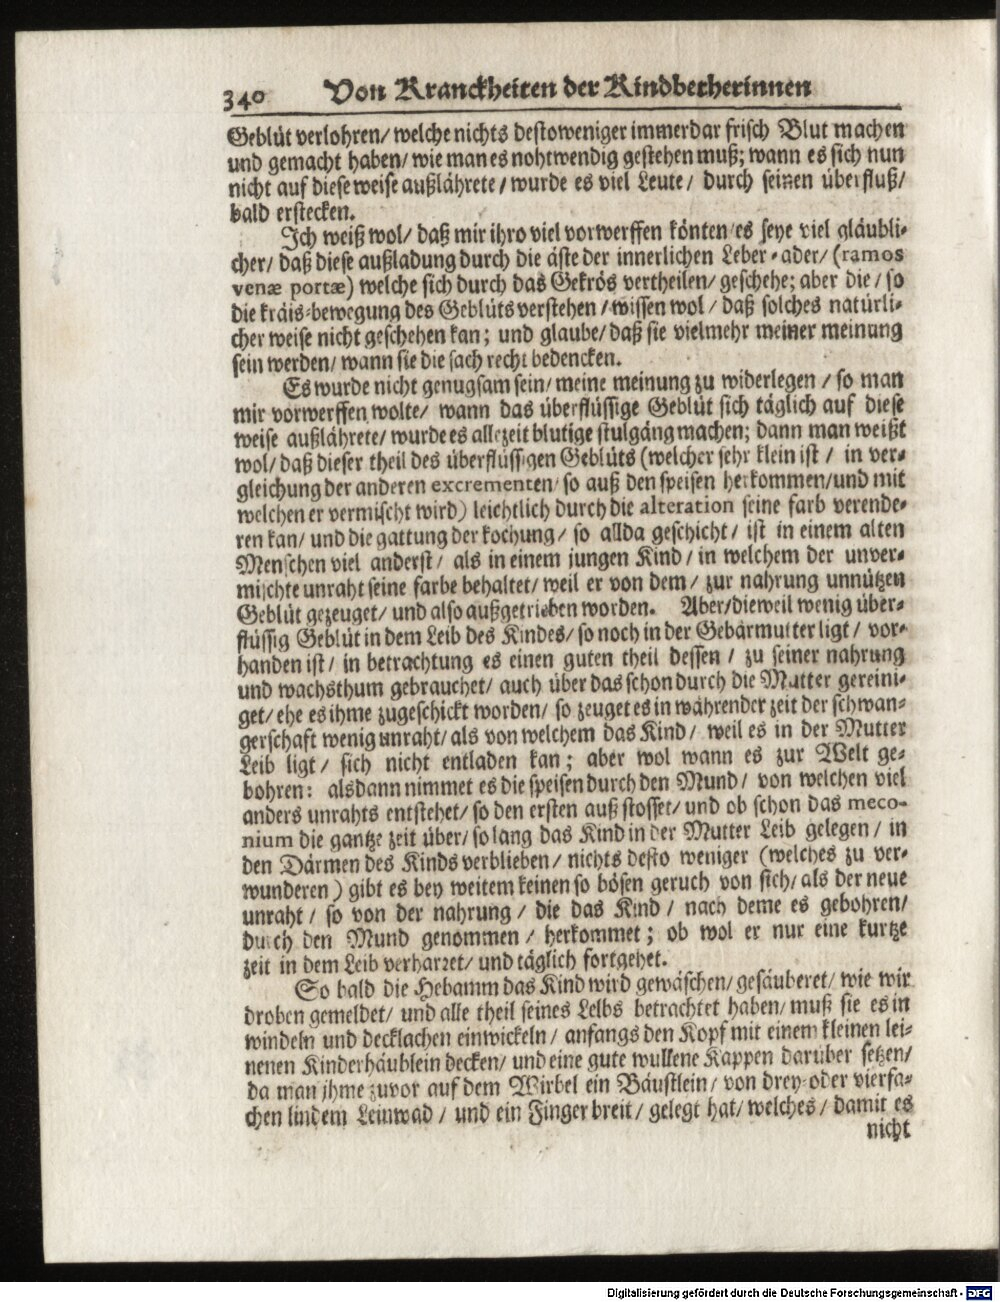 340 Von Kranckheiten der Kindbetherinnen
Geblüt verlohren/ welche nichts destoweniger immerdar frisch Blut machen
und gemacht haben/ wie man es nohtwendig gestehen muß; wann es sich nun
nicht auf diese weise außlährete/ wurde es viel Leute/ durch seinen überfluß/
bald erstecken.
Ich weiß wol/ daß mir ihro viel vorwerffen könten/ es seye viel gläubli-
cher/ daß diese außladung durch die äste der innerlichen Leber-ader/ (ramos
venæ portæ) welche sich durch das Gekrös vertheilen/ geschehe; aber die/ so
die kräis-bewegung des Geblüts verstehen/ wissen wol/ daß solches natürli-
cher weise nicht geschehen kan; und glaube/ daß sie vielmehr meiner meinung
sein werden/ wann sie die sach recht bedencken.
Es wurde nicht genugsam sein/ meine meinung zu widerlegen/ so man
mir vorwerffen wolte/ wann das überflüssige Geblüt sich täglich auf diese
weise außlährete/ wurde es allezeit blutige stulgäng machen; dann man weißt
wol/ daß dieser theil des überflüssigen Geblüts (welcher sehr klein ist/ in ver-
gleichung der anderen excrementen/ so auß den speisen herkommen/ und mit
welchen er vermischt wird) leichtlich durch die alteration seine farb verende-
ren kan/ und die gattung der kochung/ so allda geschicht/ ist in einem alten
Menschen viel anderst/ als in einem jungen Kind/ in welchem der unver-
mischte unraht seine farbe behaltet/ weil er von dem/ zur nahrung unnützen
Geblüt gezeuget/ und also außgetrieben worden. Aber/ dieweil wenig über-
flüssig Geblüt in dem Leib des Kindes/ so noch in der Gebärmutter ligt/ vor-
handen ist/ in betrachtung es einen guten theil dessen/ zu seiner nahrung
und wachsthum gebrauchet/ auch über das schon durch die Mutter gereini-
get/ ehe es ihme zugeschickt worden/ so zeuget es in währender zeit der schwan-
gerschaft wenig unraht/ als von welchem das Kind/ weil es in der Mutter
Leib ligt/ sich nicht entladen kan; aber wol wann es zur Welt ge-
bohren: alsdann nimmet es die speisen durch den Mund/ von welchen viel
anders unrahts entstehet/ so den ersten auß stosset/ und ob schon das meco-
nium die gantze zeit über/ so lang das Kind in der Mutter Leib gelegen/ in
den Därmen des Kinds verblieben/ nichts desto weniger (welches zu ver-
wunderen) gibt es bey weitem keinen so bösen geruch von sich/ als der neue
unraht/ so von der nahrung/ die das Kind/ nach deme es gebohren/
durch den Mund genommen/ herkommet; ob wol er nur eine kurtze
zeit in dem Leib verharret/ und täglich fortgehet.
So bald die Hebamm das Kind wird gewäschen/ gesäuberet/ wie wir
droben gemeldet/ und alle theil seines Leibs betrachtet haben/ muß sie es in
windeln und decklachen einwickeln/ anfangs den Kopf mit einem kleinen lei-
nenen Kinderhäublein decken/ und eine gute wullene Kappen darüber setzen/
da man ihme zuvor auf dem Wirbel ein Bäustlein/ von drey- oder vierfa-
chen lindem Leinwad/ und ein Finger breit/ gelegt hat/ welches/ damit es
nicht
Digitalisierung gefördert durch die Deutsche Forschungsgemeinschaft - DFG